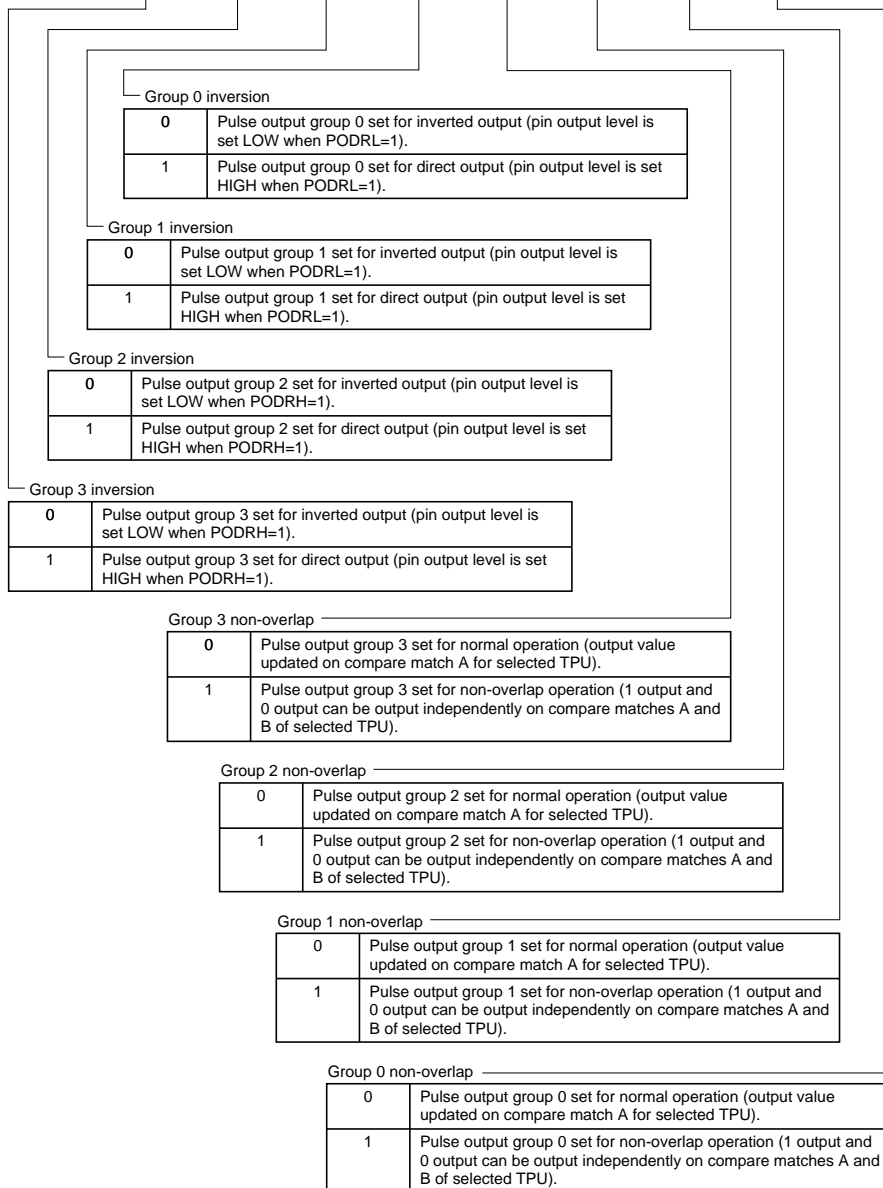 Group 0 inversion
0 Pulse output group 0 set for inverted output (pin output level is
set LOW when PODRL=1).
1 Pulse output group 0 set for direct output (pin output level is set
HIGH when PODRL=1).
Group 1 inversion
0 Pulse output group 1 set for inverted output (pin output level is
set LOW when PODRL=1).
1 Pulse output group 1 set for direct output (pin output level is set
HIGH when PODRL=1).
Group 2 inversion
0 Pulse output group 2 set for inverted output (pin output level is
set LOW when PODRH=1).
1 Pulse output group 2 set for direct output (pin output level is set
HIGH when PODRH=1).
Group 3 inversion
0 Pulse output group 3 set for inverted output (pin output level is
set LOW when PODRH=1).
1 Pulse output group 3 set for direct output (pin output level is set
HIGH when PODRH=1).
Group 3 non-overlap
0 Pulse output group 3 set for normal operation (output value
updated on compare match A for selected TPU).
1 Pulse output group 3 set for non-overlap operation (1 output and
0 output can be output independently on compare matches A and
B of selected TPU).
Group 2 non-overlap
0 Pulse output group 2 set for normal operation (output value
updated on compare match A for selected TPU).
1 Pulse output group 2 set for non-overlap operation (1 output and
0 output can be output independently on compare matches A and
B of selected TPU).
Group 1 non-overlap
0 Pulse output group 1 set for normal operation (output value
updated on compare match A for selected TPU).
1 Pulse output group 1 set for non-overlap operation (1 output and
0 output can be output independently on compare matches A and
B of selected TPU).
Group 0 non-overlap
0 Pulse output group 0 set for normal operation (output value
updated on compare match A for selected TPU).
1 Pulse output group 0 set for non-overlap operation (1 output and
0 output can be output independently on compare matches A and
B of selected TPU).